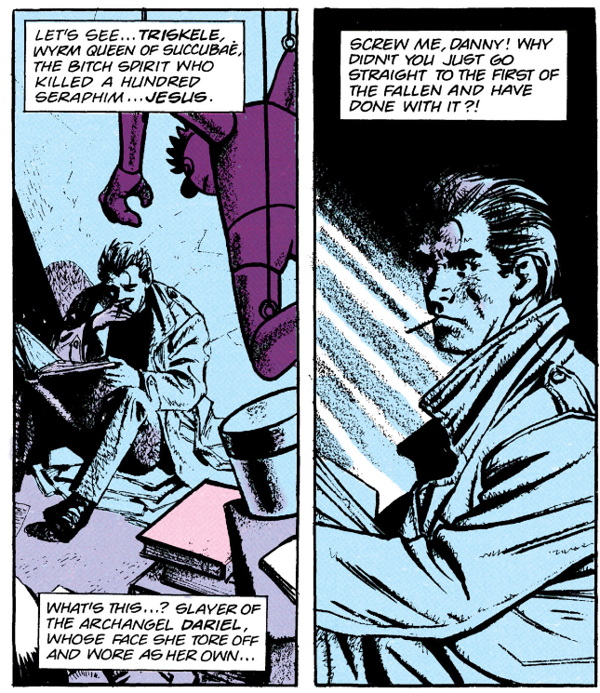 LET'S SEE...TRISKELE,
WYRM QUEEN OF SUCCUBAÈ,
THE BITCH SPIRIT WHO
KILLED A HUNDRED
SERAPHIM...JESUS.
WHAT'S THIS...? SLAYER OF
THE ARCHANGEL DARIEL,
WHOSE FACE SHE TORE OFF
AND WORE AS HER OWN...
SCREW ME, DANNY! WHY
DIDN'T YOU JUST GO
STRAIGHT TO THE FIRST OF
THE FALLEN AND HAVE
DONE WITH IT?!